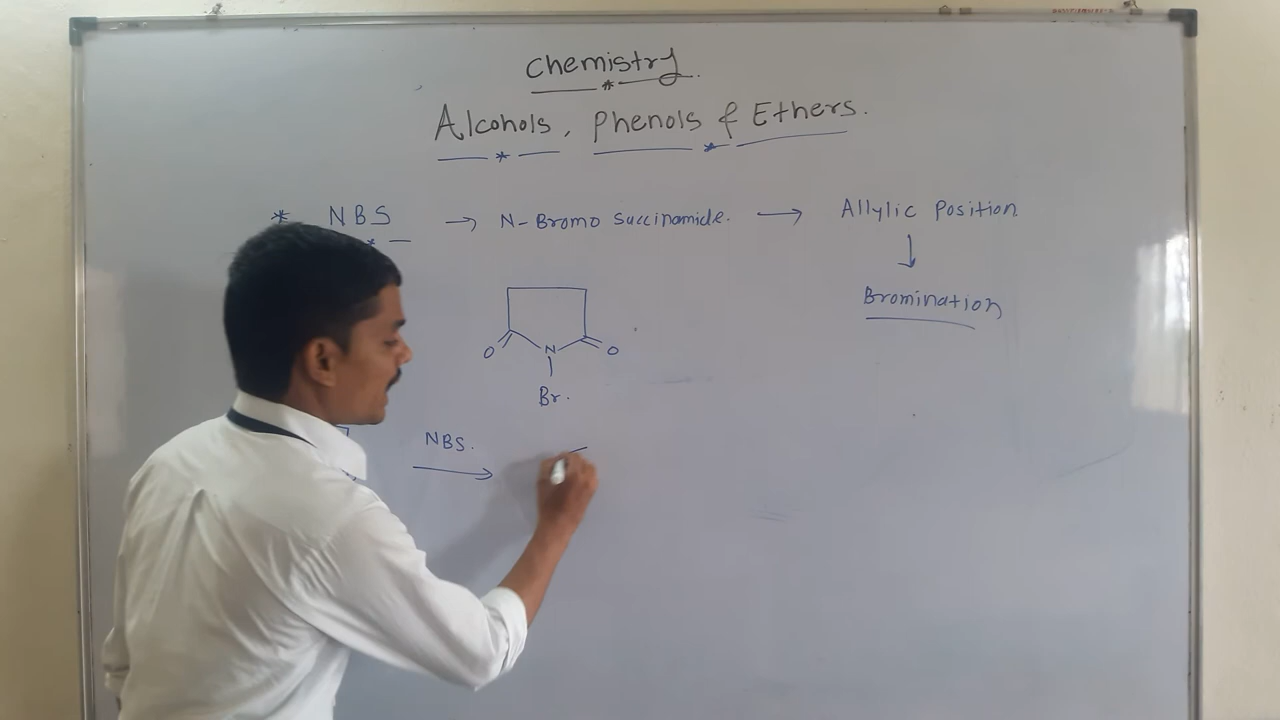 Chemistry.
Alcohols, Phenols & Ethers.
* NBS → N-Bromo Succinamide. → Allylic Position
↓
Bromination
O N O
Br.
NBS.
→